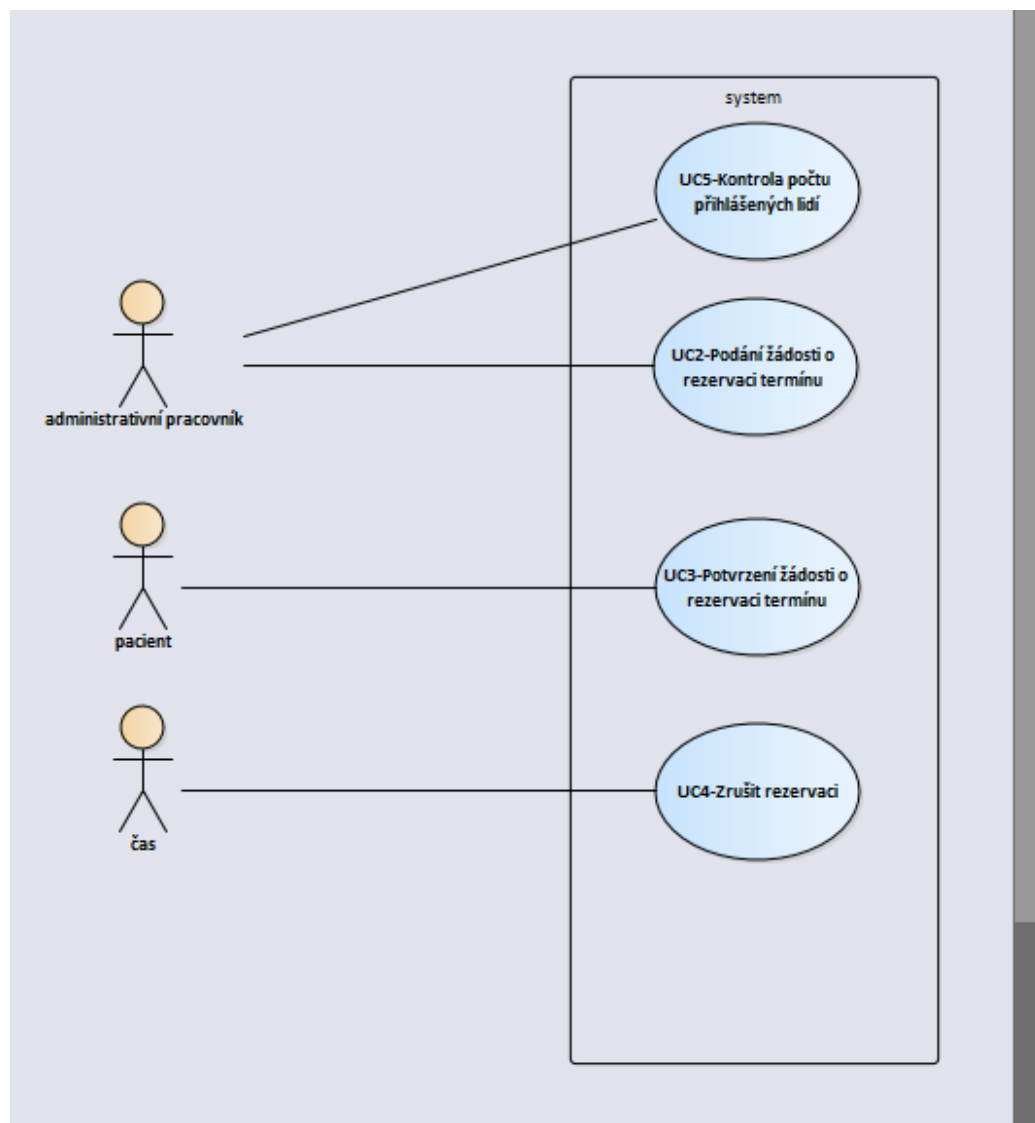 system
UC5-Kontrola počtu
přihlášených lidí
UC2-Podání žádosti o
rezervaci termínu
administrativní pracovník
UC3-Potvrzení žádosti o
rezervaci termínu
pacient
UC4-Zrušit rezervaci
čas